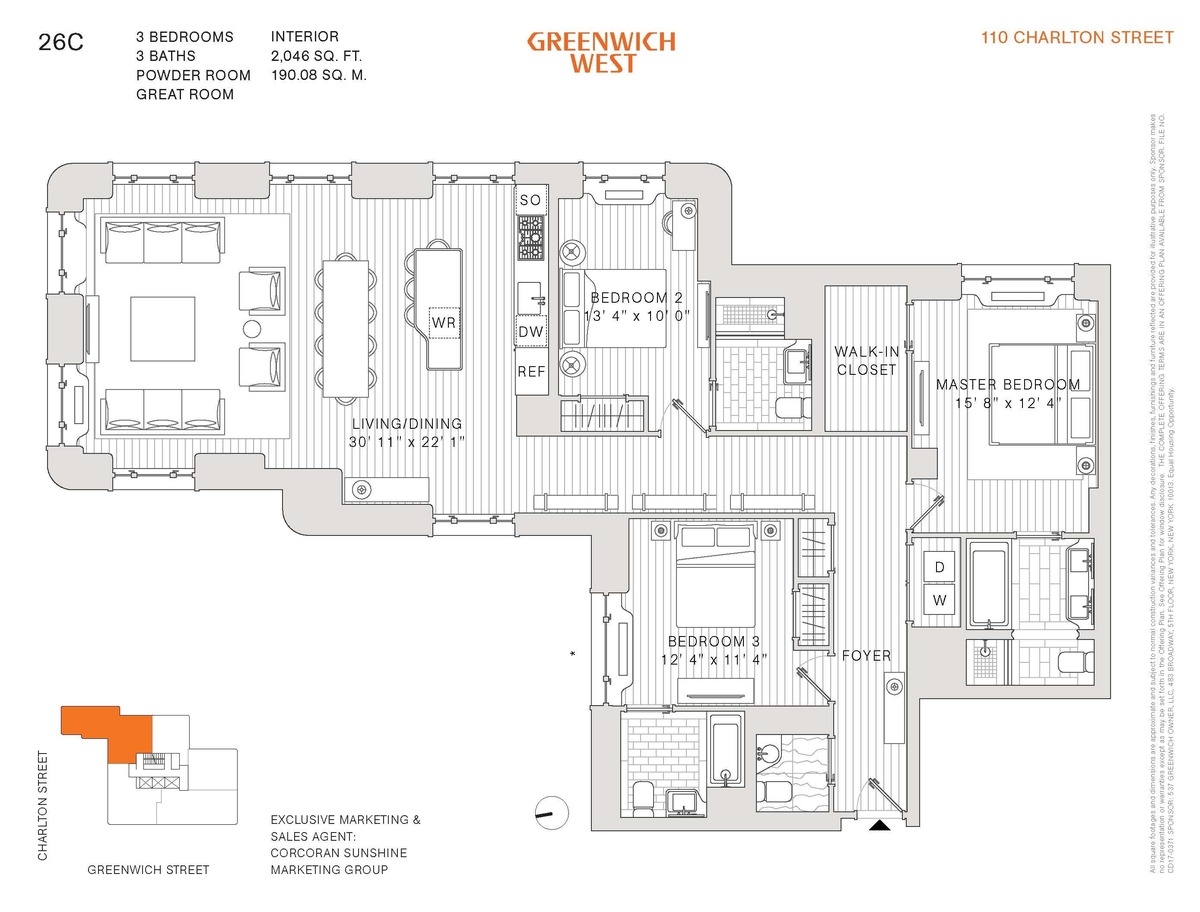 26C
3 BEDROOMS
3 BATHS
POWDER ROOM
GREAT ROOM
INTERIOR
2,046 SQ. FT.
190.08 SQ. M.
GREENWICH
WEST
110 CHARLTON STREET
SO
DW
REF
WR
LIVING/DINING
30' 11" x 22' 1"
BEDROOM 2
13' 4" x 10' 0"
WALK-IN
CLOSET
MASTER BEDROOM
15' 8" x 12' 4"
D
W
BEDROOM 3
12' 4" x 11' 4"
FOYER
*
CHARLTON STREET
GREENWICH STREET
EXCLUSIVE MARKETING &
SALES AGENT:
CORCORAN SUNSHINE
MARKETING GROUP
All square footages and dimensions are approximate and subject to normal construction variances and tolerances. Any decorations, finishes, furnishings and furniture reflected are provided for illustrative purposes only. Sponsor makes
no representation or warranties except as may be set forth in the Offering Plan. See Offering Plan for window disclosure. THE COMPLETE OFFERING TERMS ARE IN AN OFFERING PLAN AVAILABLE FROM SPONSOR. FILE NO.
CD17-0371 SPONSOR: 537 GREENWICH OWNER, LLC, 483 BROADWAY, 5TH FLOOR, NEW YORK, NEW YORK 10013. Equal Housing Opportunity.